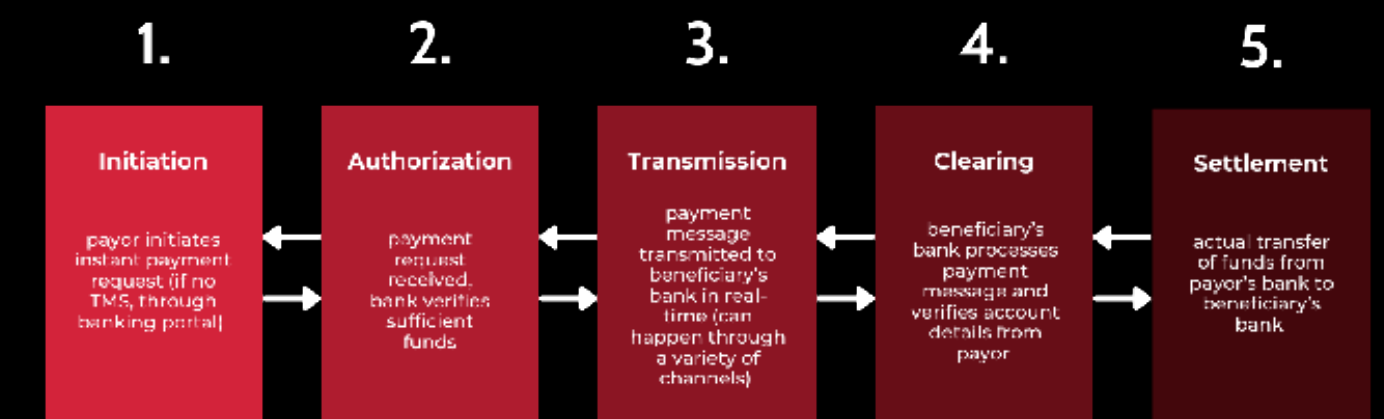 1.
2.
3.
4.
5.
Initiation
payor initiates
instant payment
request (if no
TMS, through
banking portal)
Authorization
payment
request
received,
bank verifies
sufficient
funds
Transmission
payment
message
transmitted to
beneficiary's
bank in real-
time (can
happen through
a variety of
channels)
Clearing
beneficiary's
bank processes
payment
message and
verifies account
details from
payor
Settlement
actual transfer
of funds from
payor's bank to
beneficiary's
bank